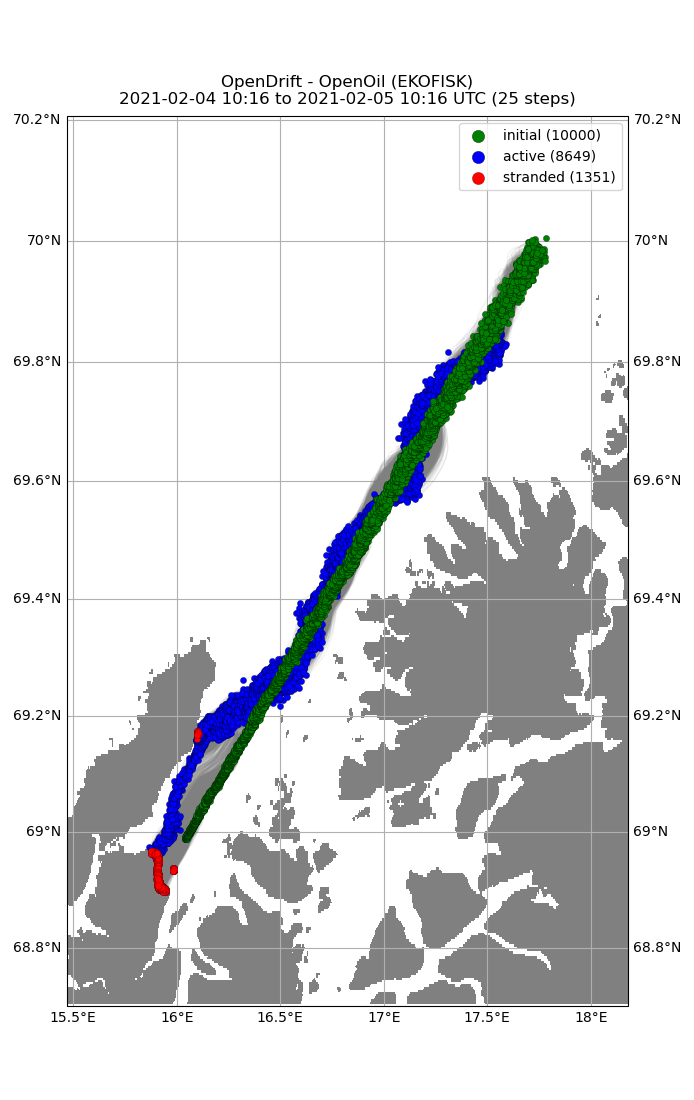 OpenDrift - OpenOil (EKOFISK)
2021-02-04 10:16 to 2021-02-05 10:16 UTC (25 steps)
70.2°N 70.2°N
initial (10000)
active (8649)
stranded (1351)
70°N 70°N
69.8°N 69.8°N
69.6°N 69.6°N
69.4°N 69.4°N
69.2°N 69.2°N
69°N 69°N
68.8°N 68.8°N
15.5°E 16°E 16.5°E 17°E 17.5°E 18°E